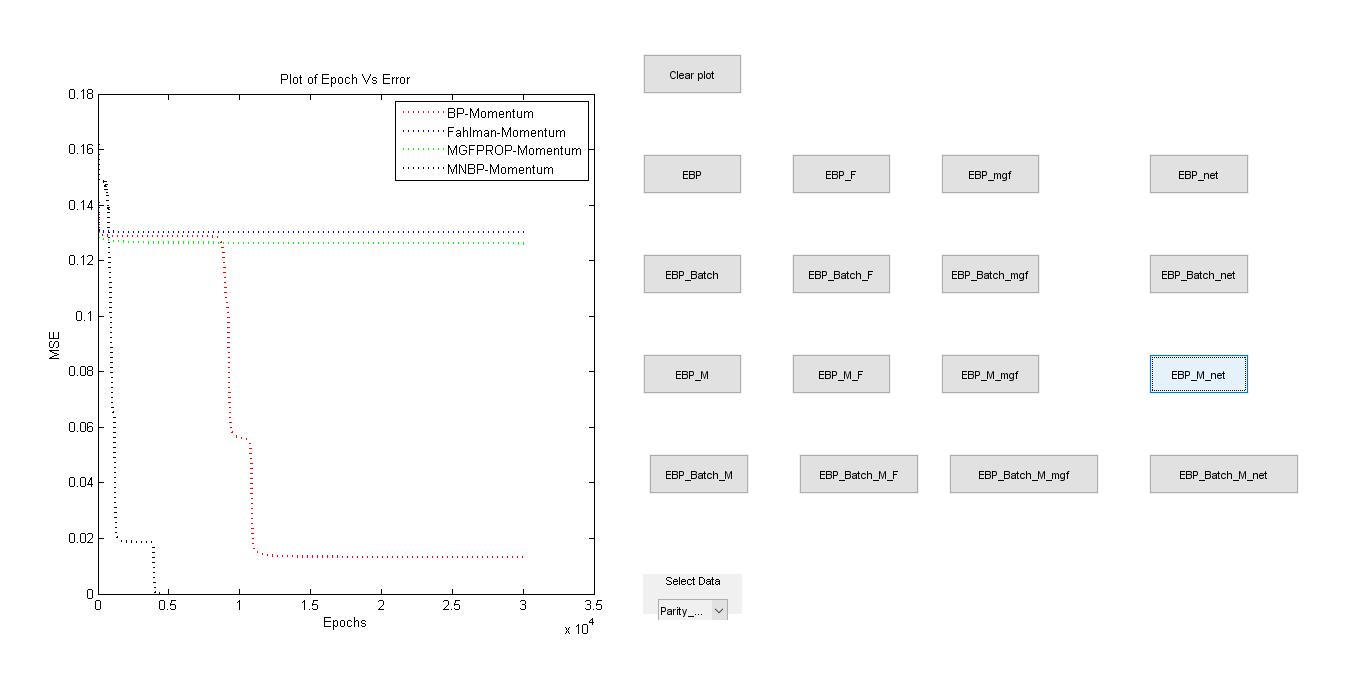 Plot of Epoch Vs Error
0.18
0.16
0.14
0.12
0.1
0.08
0.06
0.04
0.02
0
MSE
0 0.5 1 1.5 2 2.5 3 3.5
Epochs
x 10^4
BP-Momentum
Fahlman-Momentum
MGFPROP-Momentum
MNBP-Momentum
Clear plot
EBP EBP_F EBP_mgf EBP_net
EBP_Batch EBP_Batch_F EBP_Batch_mgf EBP_Batch_net
EBP_M EBP_M_F EBP_M_mgf EBP_M_net
EBP_Batch_M EBP_Batch_M_F EBP_Batch_M_mgf EBP_Batch_M_net
Select Data
Parity_...